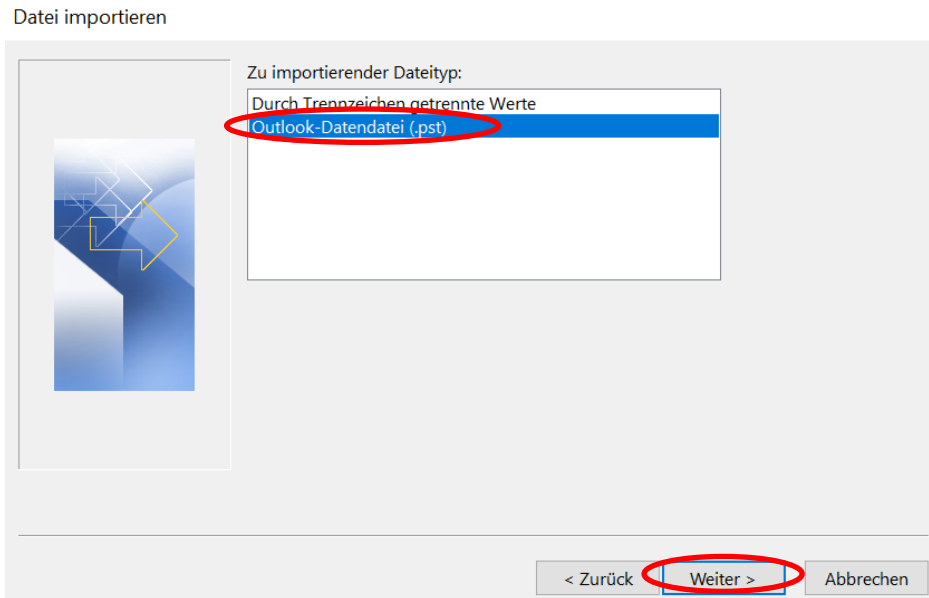 Datei importieren
Zu importierender Dateityp:
Durch Trennzeichen getrennte Werte
Outlook-Datendatei (.pst)
< Zurück Weiter > Abbrechen